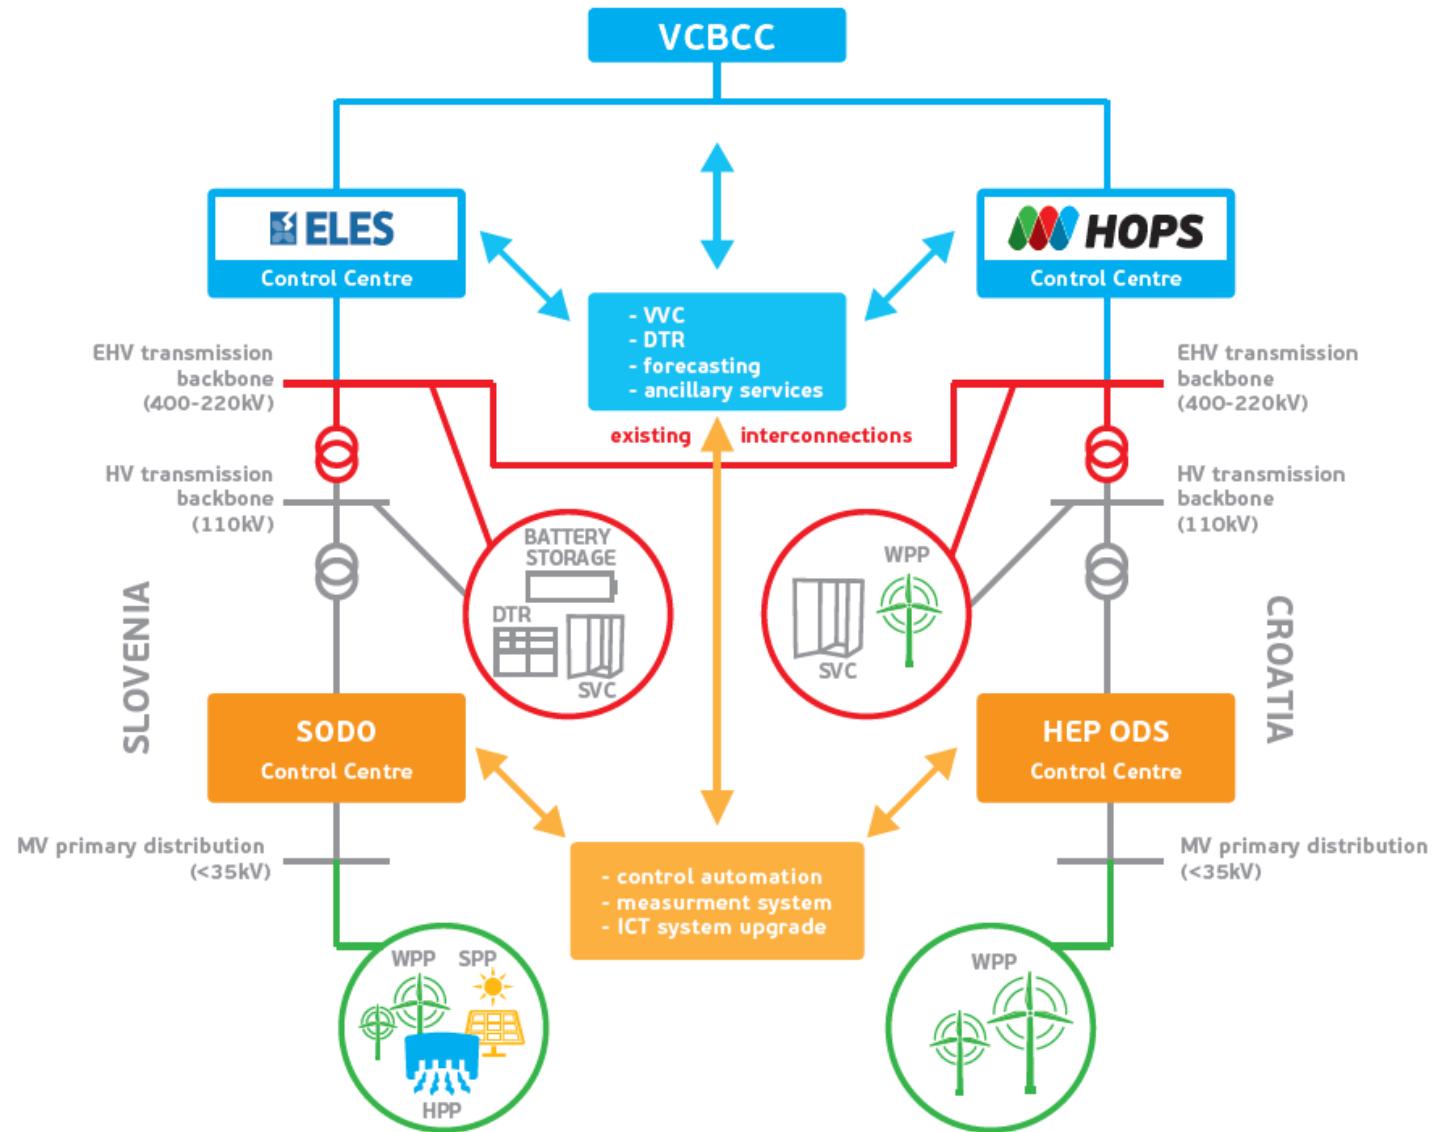 VCBCC
ELES
Control Centre
HOPS
Control Centre
- VVC
- DTR
- forecasting
- ancillary services
EHV transmission
backbone
(400-220kV)
EHV transmission
backbone
(400-220kV)
existing interconnections
HV transmission
backbone
(110kV)
HV transmission
backbone
(110kV)
BATTERY
STORAGE
DTR
SVC
WPP
SVC
SLOVENIA
CROATIA
SODO
Control Centre
HEP ODS
Control Centre
MV primary distribution
(<35kV)
MV primary distribution
(<35kV)
- control automation
- measurment system
- ICT system upgrade
WPP SPP
HPP
WPP